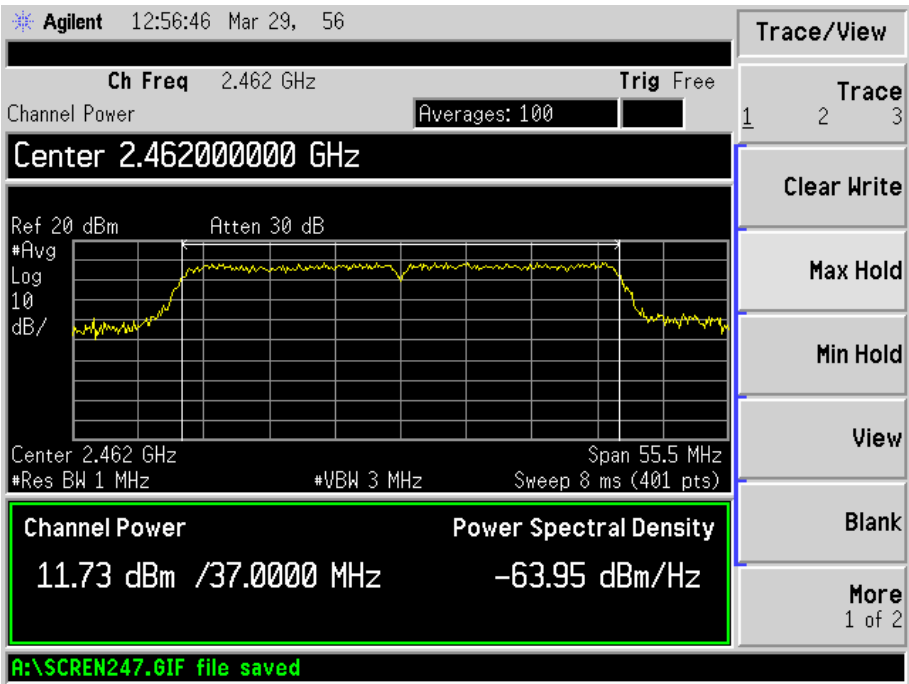 Agilent 12:56:46 Mar 29, 56
Trace/View
Ch Freq 2.462 GHz Trig Free
Channel Power Averages: 100
Center 2.462000000 GHz
Ref 20 dBm Atten 30 dB
#Avg
Log
10
dB/
Center 2.462 GHz Span 55.5 MHz
#Res BW 1 MHz #VBW 3 MHz Sweep 8 ms (401 pts)
Channel Power Power Spectral Density
11.73 dBm /37.0000 MHz -63.95 dBm/Hz
A:\SCREN247.GIF file saved
Trace
1 2 3
Clear Write
Max Hold
Min Hold
View
Blank
More
1 of 2